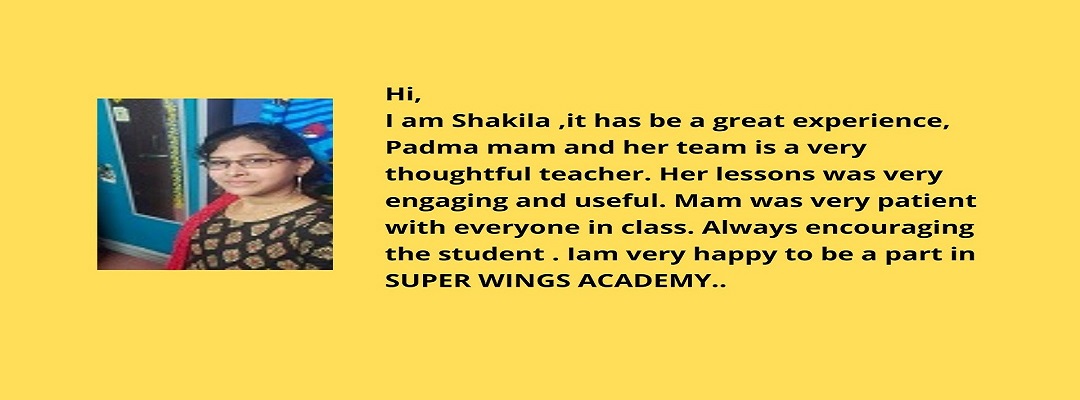 Hi,
I am Shakila ,it has be a great experience,
Padma mam and her team is a very
thoughtful teacher. Her lessons was very
engaging and useful. Mam was very patient
with everyone in class. Always encouraging
the student . Iam very happy to be a part in
SUPER WINGS ACADEMY..